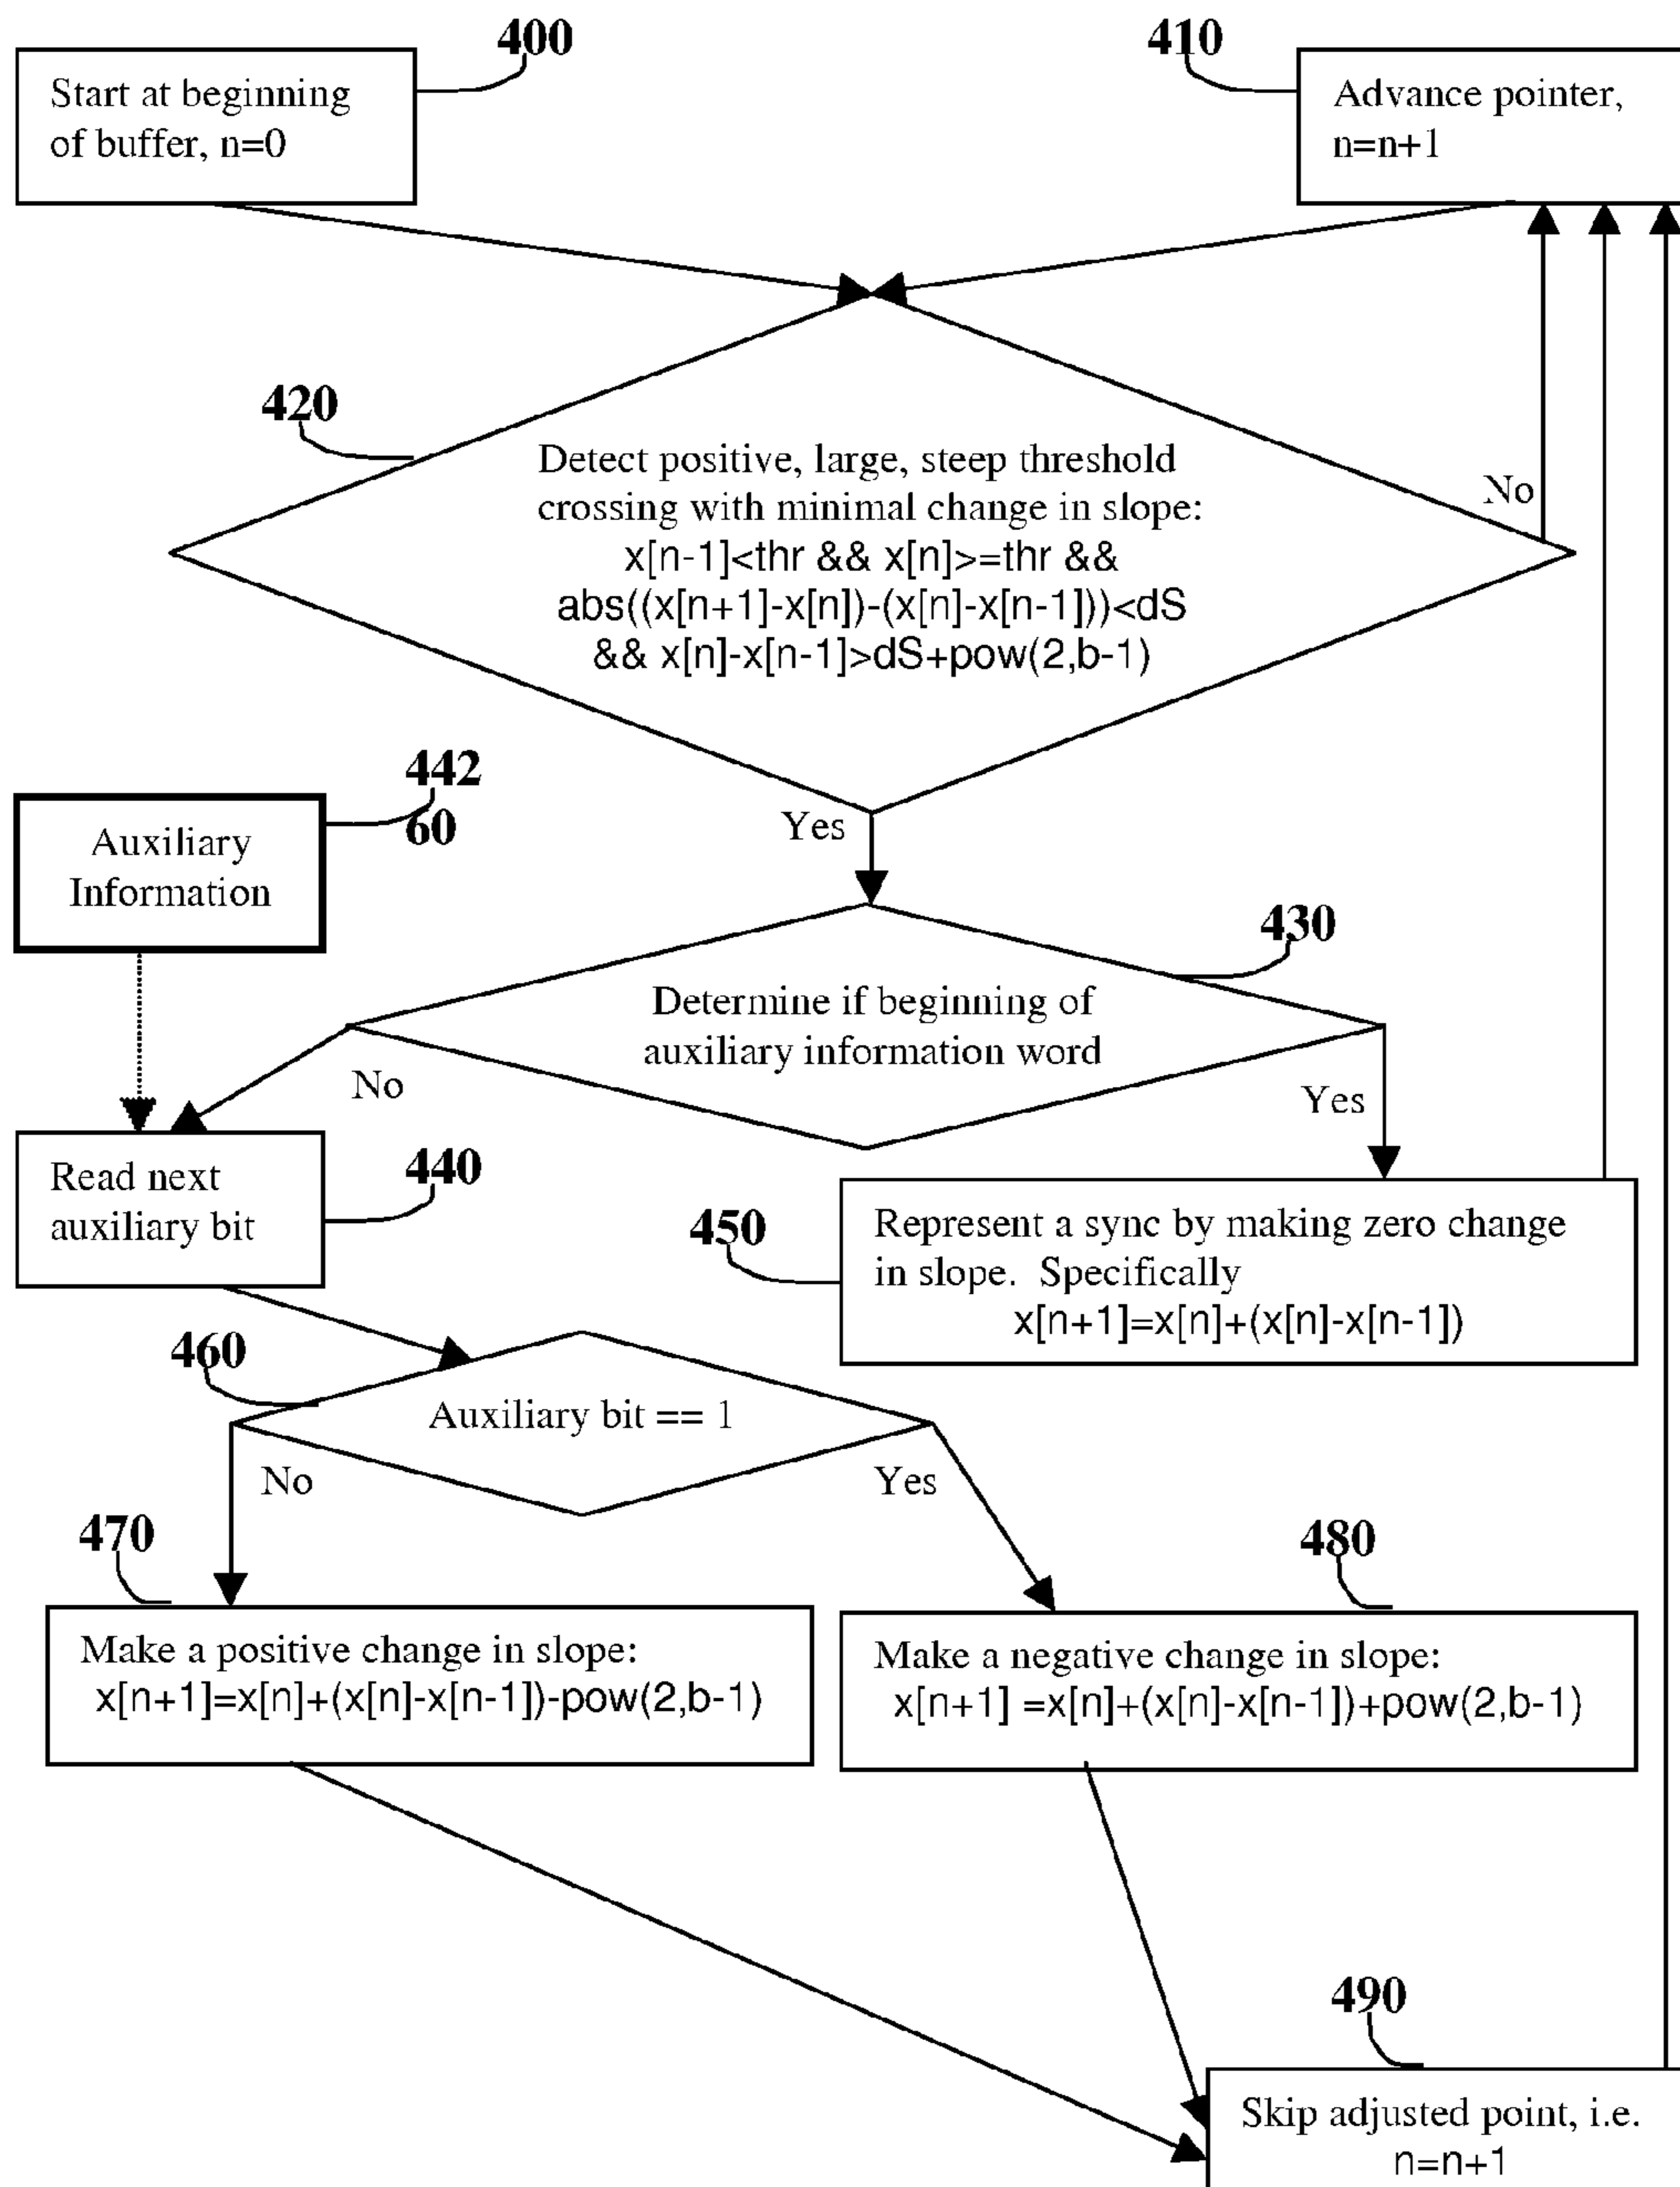 400
410
Start at beginning
of buffer, n=0
Advance pointer,
n=n+1
420
Detect positive, large, steep threshold
crossing with minimal change in slope:
x[n-1]<thr && x[n]>=thr &&
abs((x[n+1]-x[n])-(x[n]-x[n-1]))<dS
&& x[n]-x[n-1]>dS+pow(2,b-1)
No
Yes
442
60
Auxiliary
Information
430
Determine if beginning of
auxiliary information word
No
Yes
Read next
auxiliary bit
440
450
Represent a sync by making zero change
in slope. Specifically
x[n+1]=x[n]+(x[n]-x[n-1])
460
Auxiliary bit == 1
No
Yes
470
480
Make a positive change in slope:
x[n+1]=x[n]+(x[n]-x[n-1])-pow(2,b-1)
Make a negative change in slope:
x[n+1] =x[n]+(x[n]-x[n-1])+pow(2,b-1)
490
Skip adjusted point, i.e.
n=n+1